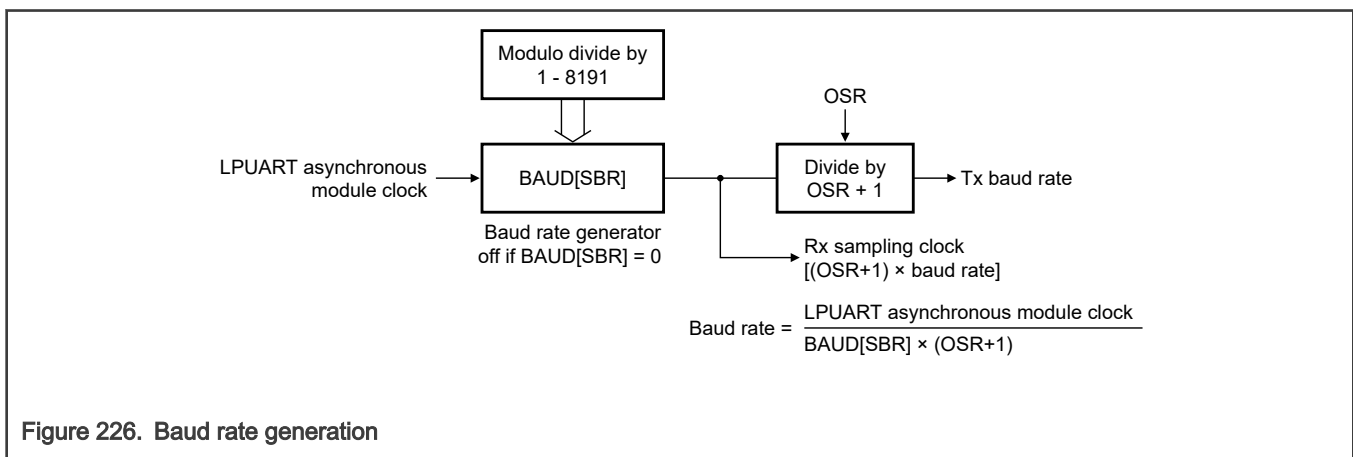 Modulo divide by
1 - 8191
OSR
LPUART asynchronous
module clock
BAUD[SBR]
Divide by
OSR + 1
Tx baud rate
Baud rate generator
off if BAUD[SBR] = 0
Rx sampling clock
[(OSR+1) × baud rate]
Baud rate = LPUART asynchronous module clock
BAUD[SBR] × (OSR+1)
Figure 226. Baud rate generation